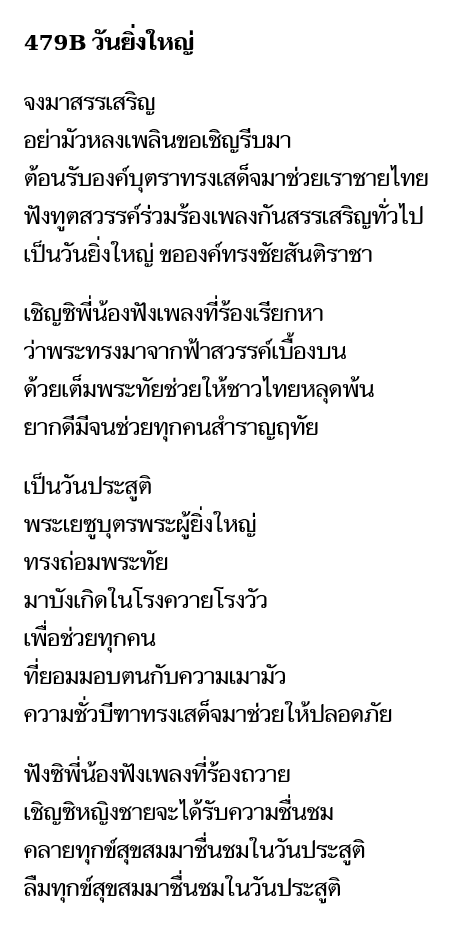 479B วันยิ่งใหญ่
จงมาสรรเสริญ
อย่ามัวหลงเพลินขอเชิญรีบมา
ต้อนรับองค์บุตราทรงเสด็จมาช่วยเราชายไทย
ฟังทูตสวรรค์ร่วมร้องเพลงกันสรรเสริญทั่วไป
เป็นวันยิ่งใหญ่ ขององค์ทรงชัยสันติราชา
เชิญซิพี่น้องฟังเพลงที่ร้องเรียกหา
ว่าพระทรงมาจากฟ้าสวรรค์เบื้องบน
ด้วยเต็มพระทัยช่วยให้ชาวไทยหลุดพ้น
ยากดีมีจนช่วยทุกคนสำราญฤทัย
เป็นวันประสูติ
พระเยซูบุตรพระผู้ยิ่งใหญ่
ทรงถ่อมพระทัย
มาบังเกิดในโรงควายโรงวัว
เพื่อช่วยทุกคน
ที่ยอมมอบตนกับความเมามัว
ความชั่วบีฑาทรงเสด็จมาช่วยให้ปลอดภัย
ฟังซิพี่น้องฟังเพลงที่ร้องถวาย
เชิญซิหญิงชายจะได้รับความชื่นชม
คลายทุกข์สุขสมมาชื่นชมในวันประสูติ
ลืมทุกข์สุขสมมาชื่นชมในวันประสูติ